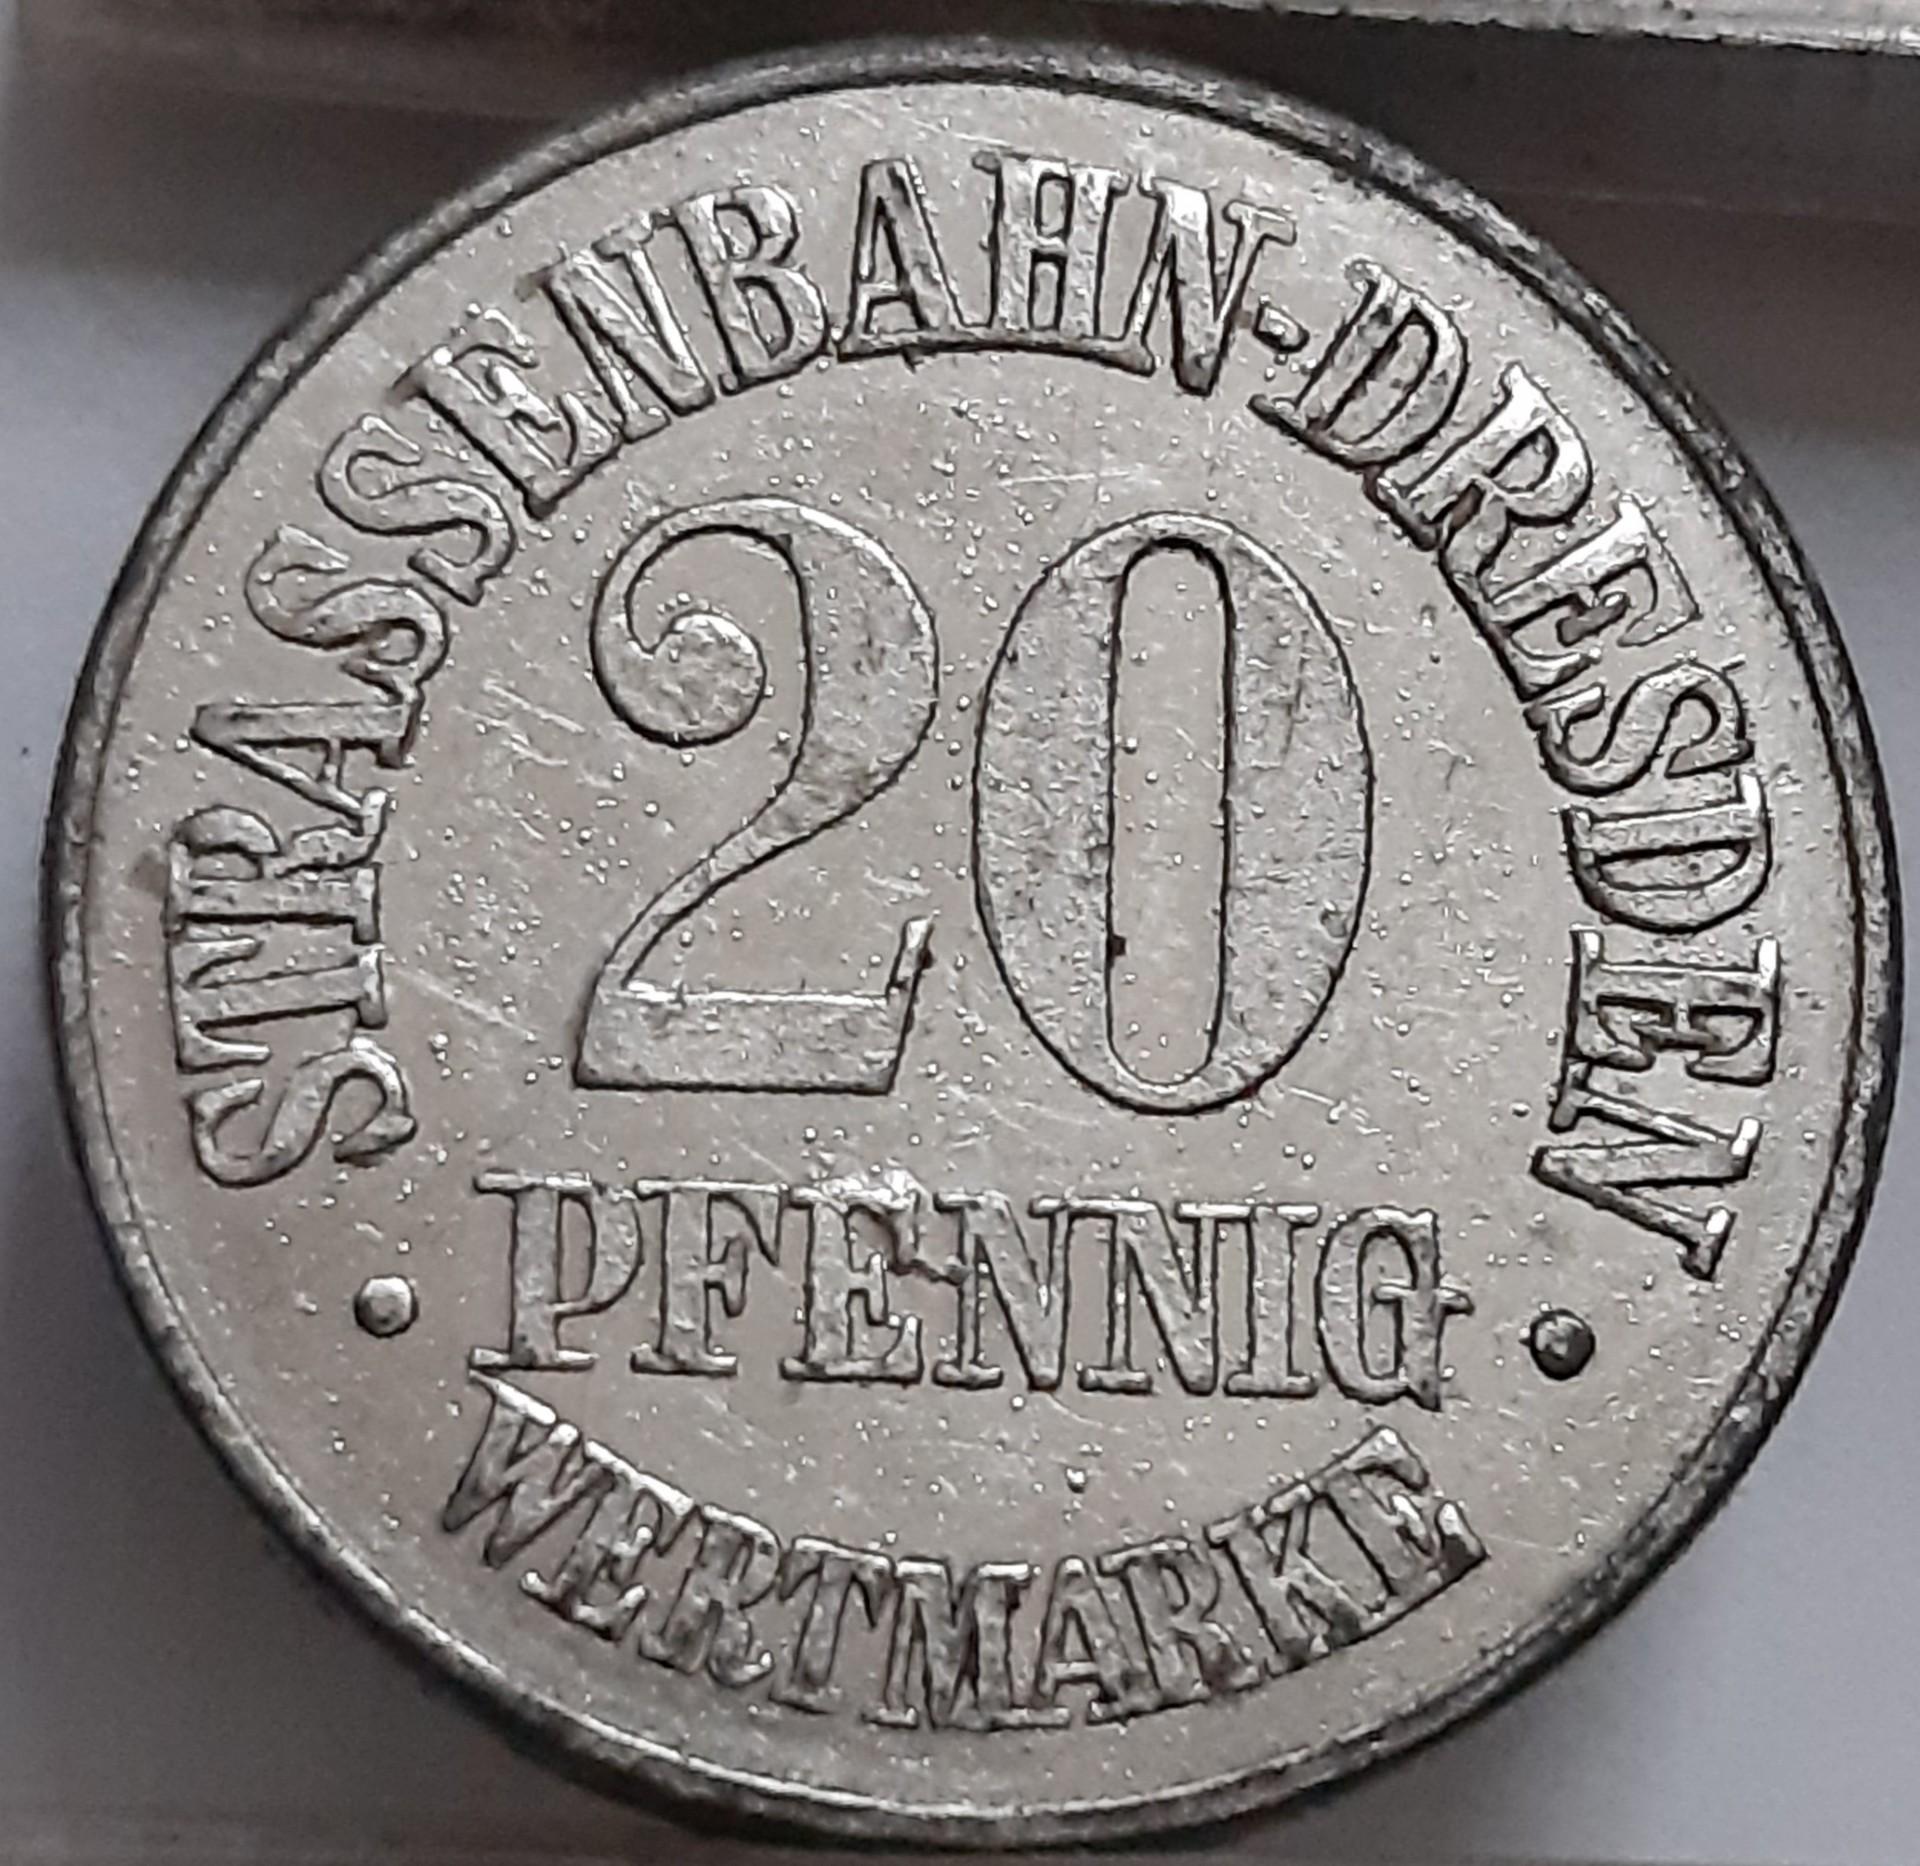 STRASSENBAHN-DRESDEN
20
· PFENNIG ·
WERTMARKE